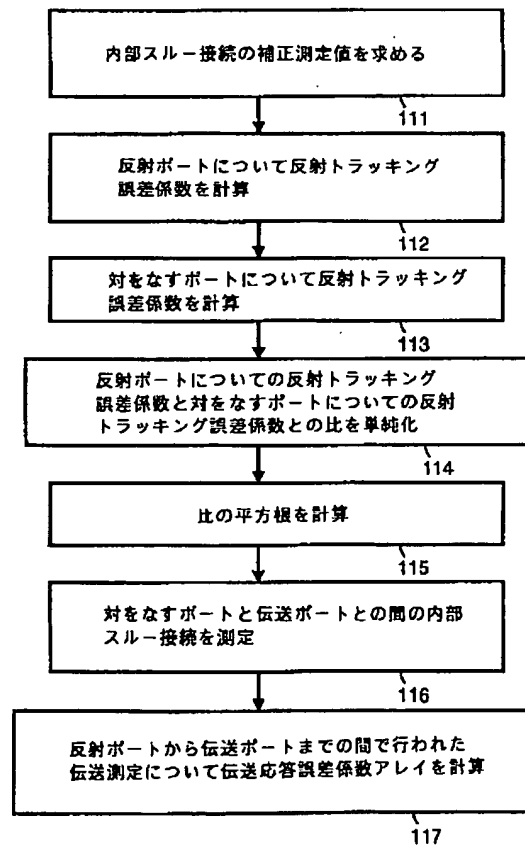 内部スルー接続の補正測定値を求める
111
反射ポートについて反射トラッキング
誤差係数を計算
112
対をなすポートについて反射トラッキング
誤差係数を計算
113
反射ポートについての反射トラッキング
誤差係数と対をなすポートについての反射
トラッキング誤差係数との比を単純化
114
比の平方根を計算
115
対をなすポートと伝送ポートとの間の内部
スルー接続を測定
116
反射ポートから伝送ポートまでの間で行われた
伝送測定について伝送応答誤差係数アレイを計算
117